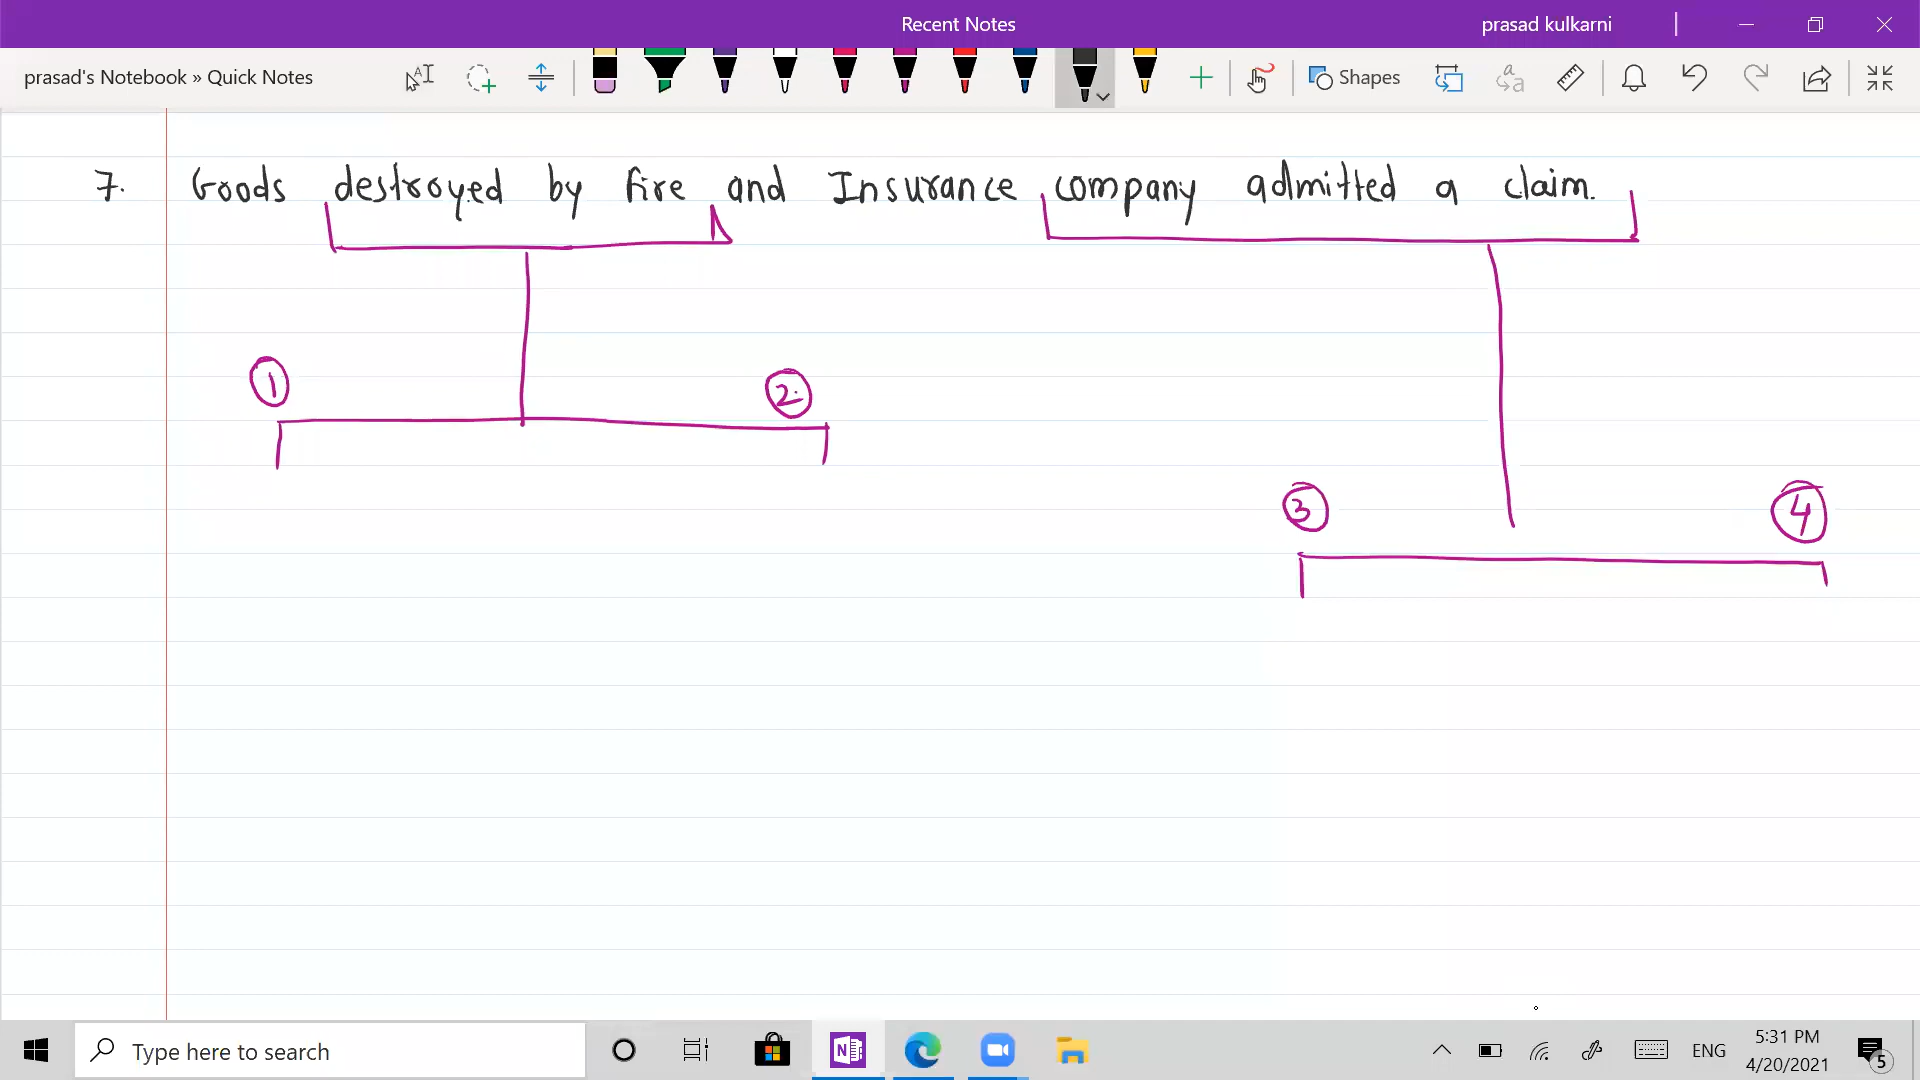 Recent Notes
prasad kulkarni
prasad's Notebook » Quick Notes
Shapes
7. Goods destroyed by fire and Insurance company admitted a claim.
1
2.
3
4
Type here to search
ENG
5:31 PM
4/20/2021
5